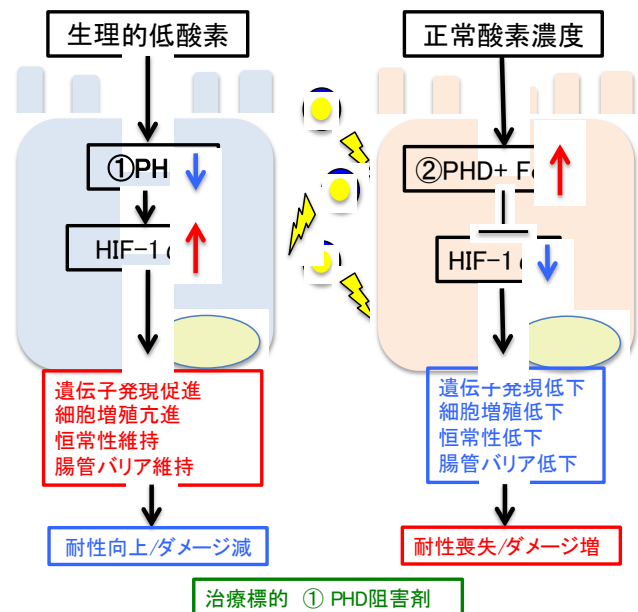 生理的低酸素
正常酸素濃度
①PH
②PHD+ F
HIF-1
HIF-1
遺伝子発現促進
細胞増殖亢進
恒常性維持
腸管バリア維持
遺伝子発現低下
細胞増殖低下
恒常性低下
腸管バリア低下
耐性向上/ダメージ減
耐性喪失/ダメージ増
治療標的 ① PHD阻害剤